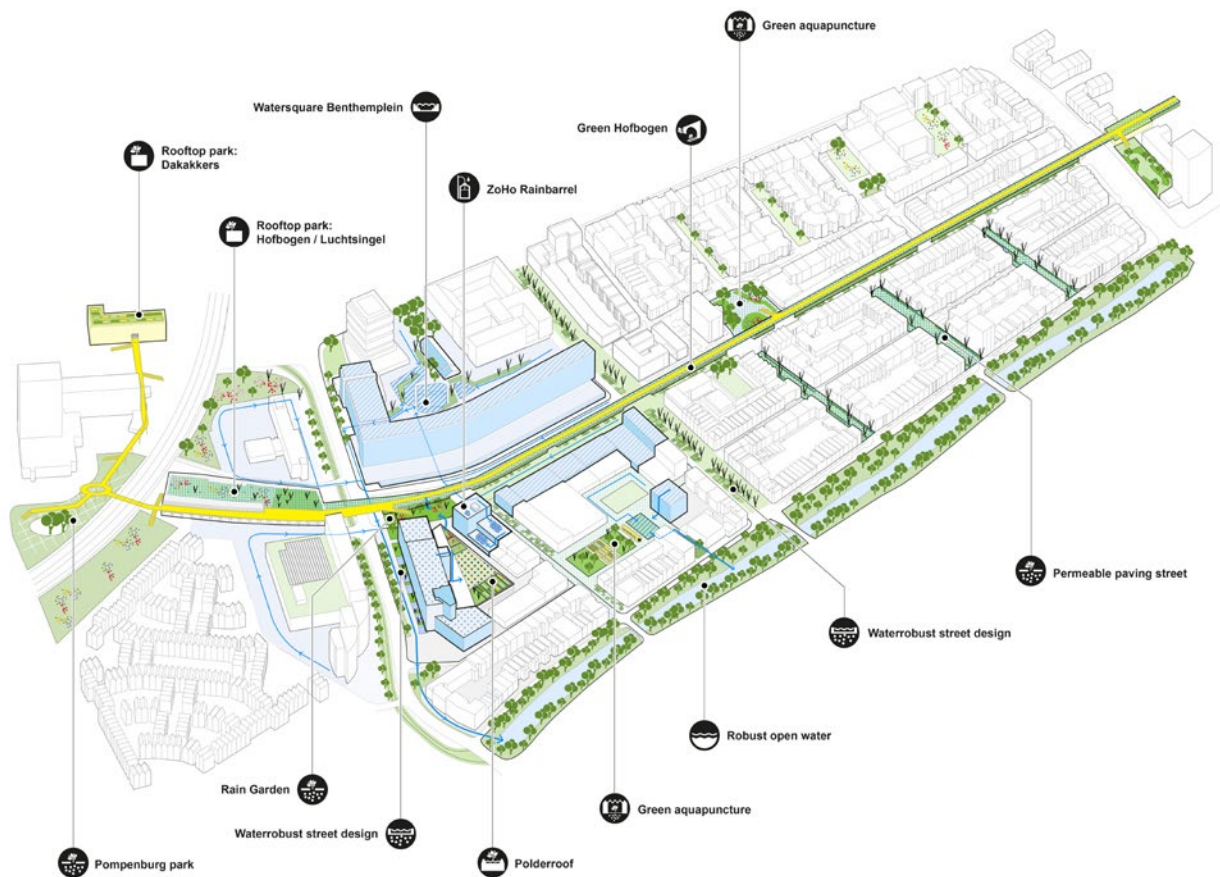 Green aquapuncture
Watersquare Benthemplein
Green Hofbogen
Rooftop park:
Dakakkers
ZoHo Rainbarrel
Rooftop park:
Hofbogen / Luchtsingel
Permeable paving street
Waterrobust street design
Robust open water
Rain Garden
Green aquapuncture
Waterrobust street design
Pompenburg park
Polderroof